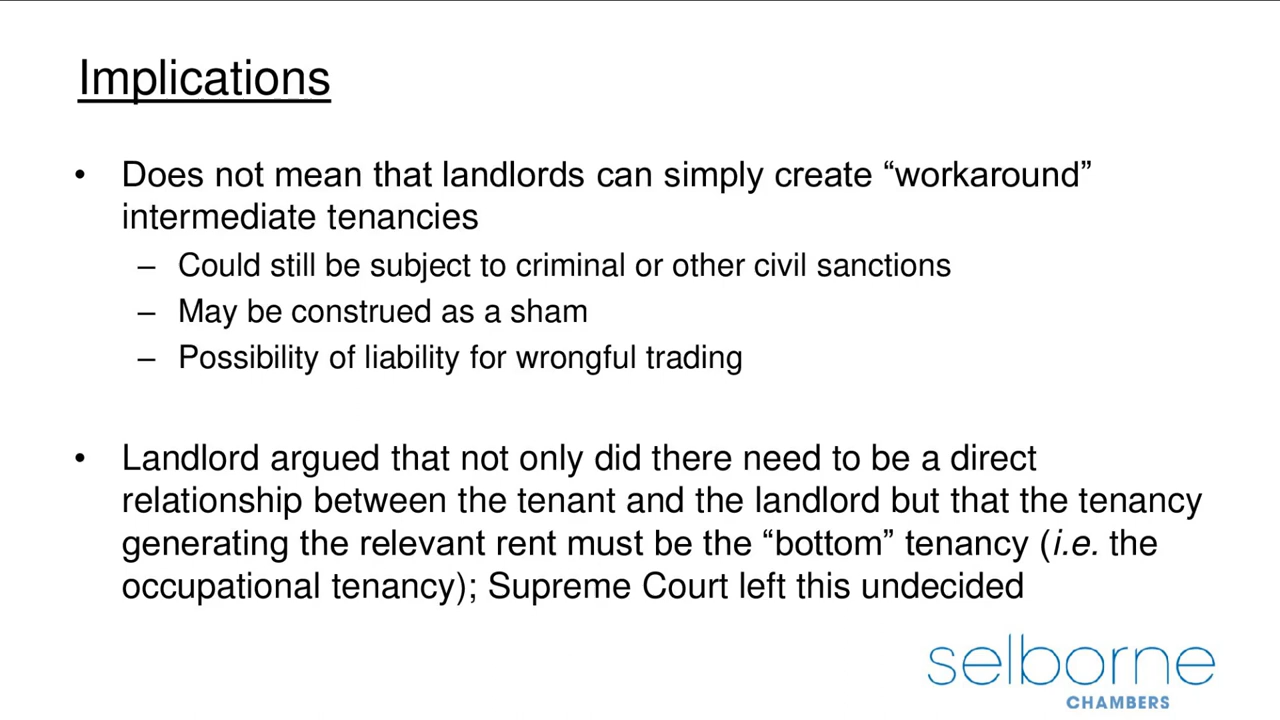 Implications
• Does not mean that landlords can simply create “workaround”
intermediate tenancies
– Could still be subject to criminal or other civil sanctions
– May be construed as a sham
– Possibility of liability for wrongful trading
• Landlord argued that not only did there need to be a direct
relationship between the tenant and the landlord but that the tenancy
generating the relevant rent must be the “bottom” tenancy (i.e. the
occupational tenancy); Supreme Court left this undecided
selborne
CHAMBERS